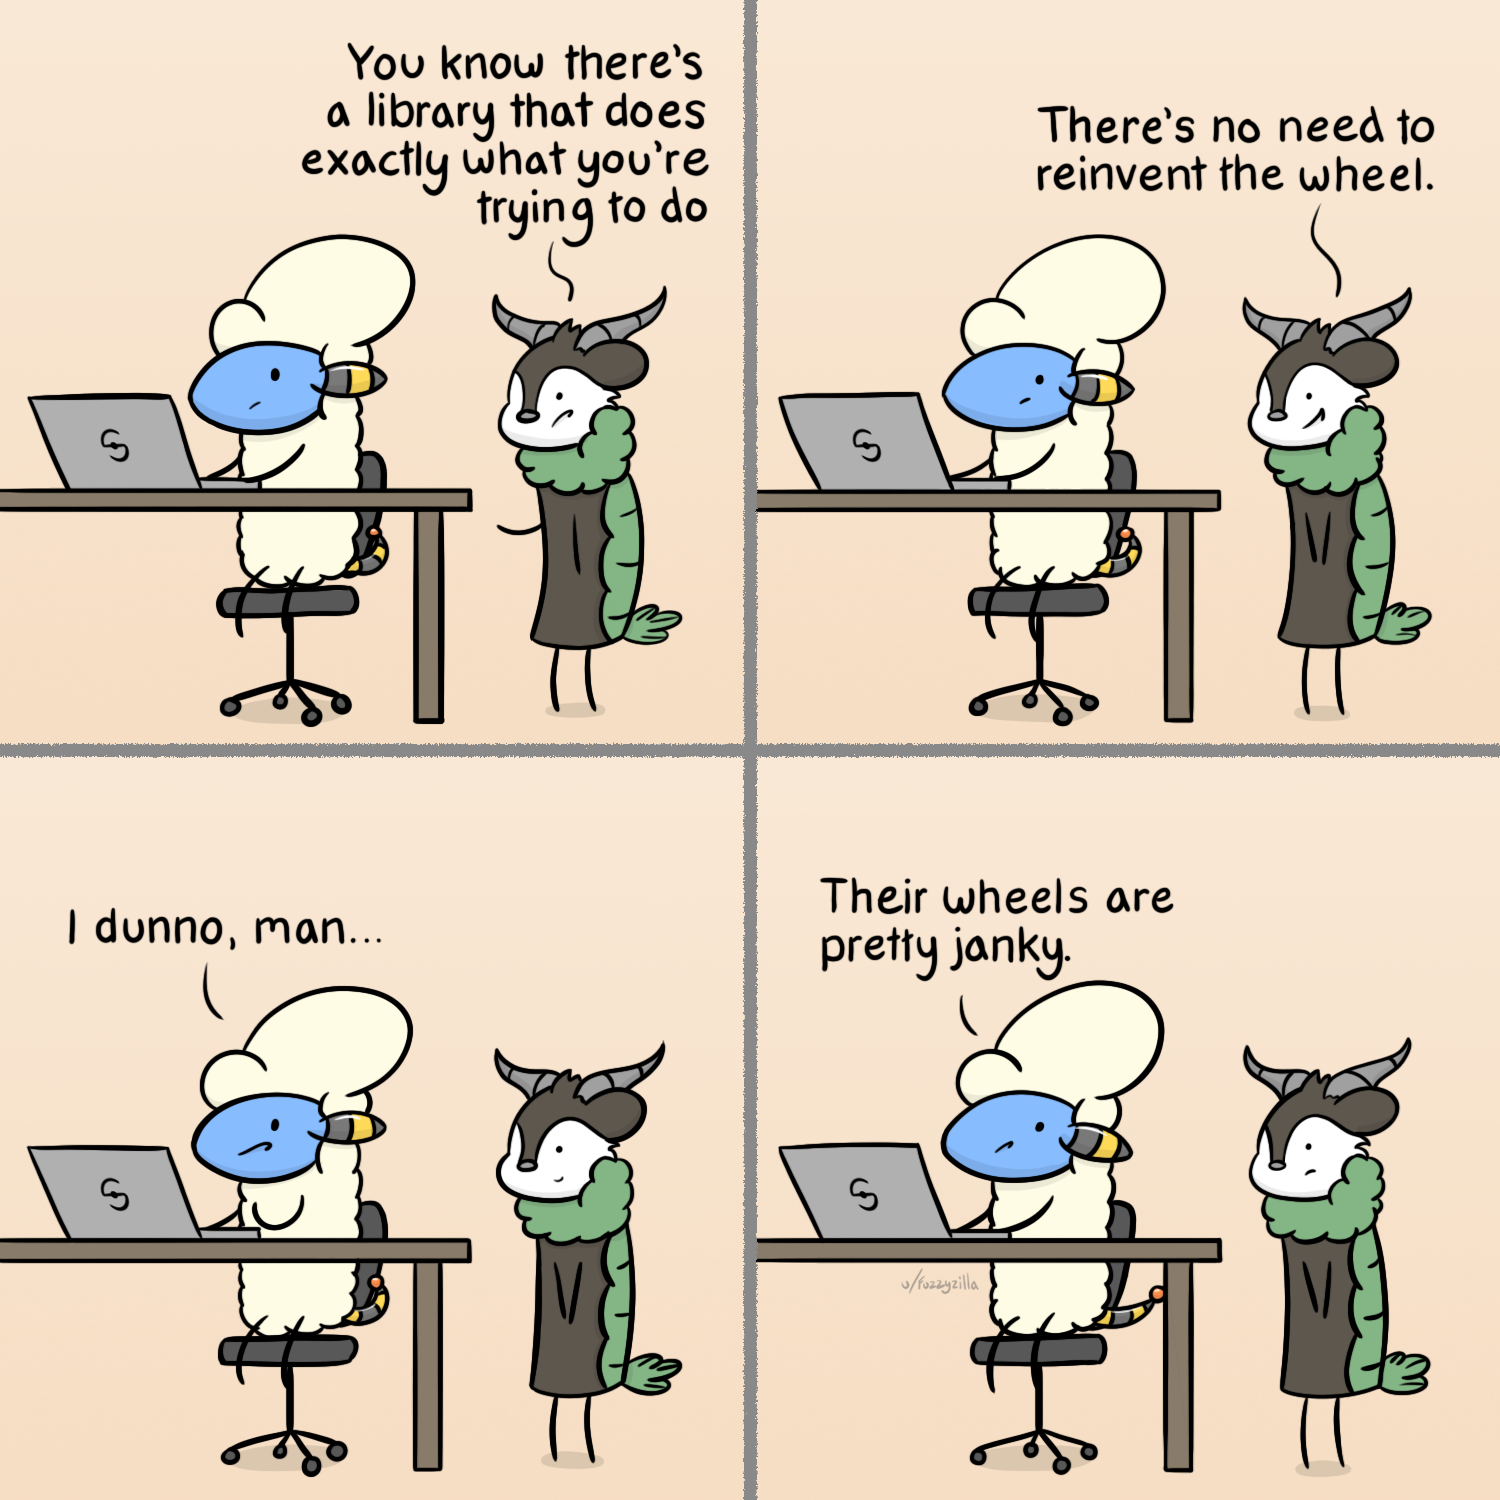 You know there's
a library that does
exactly what you're
trying to do
There's no need to
reinvent the wheel.
I dunno, man...
Their wheels are
pretty janky.
u/fuzzyzilla